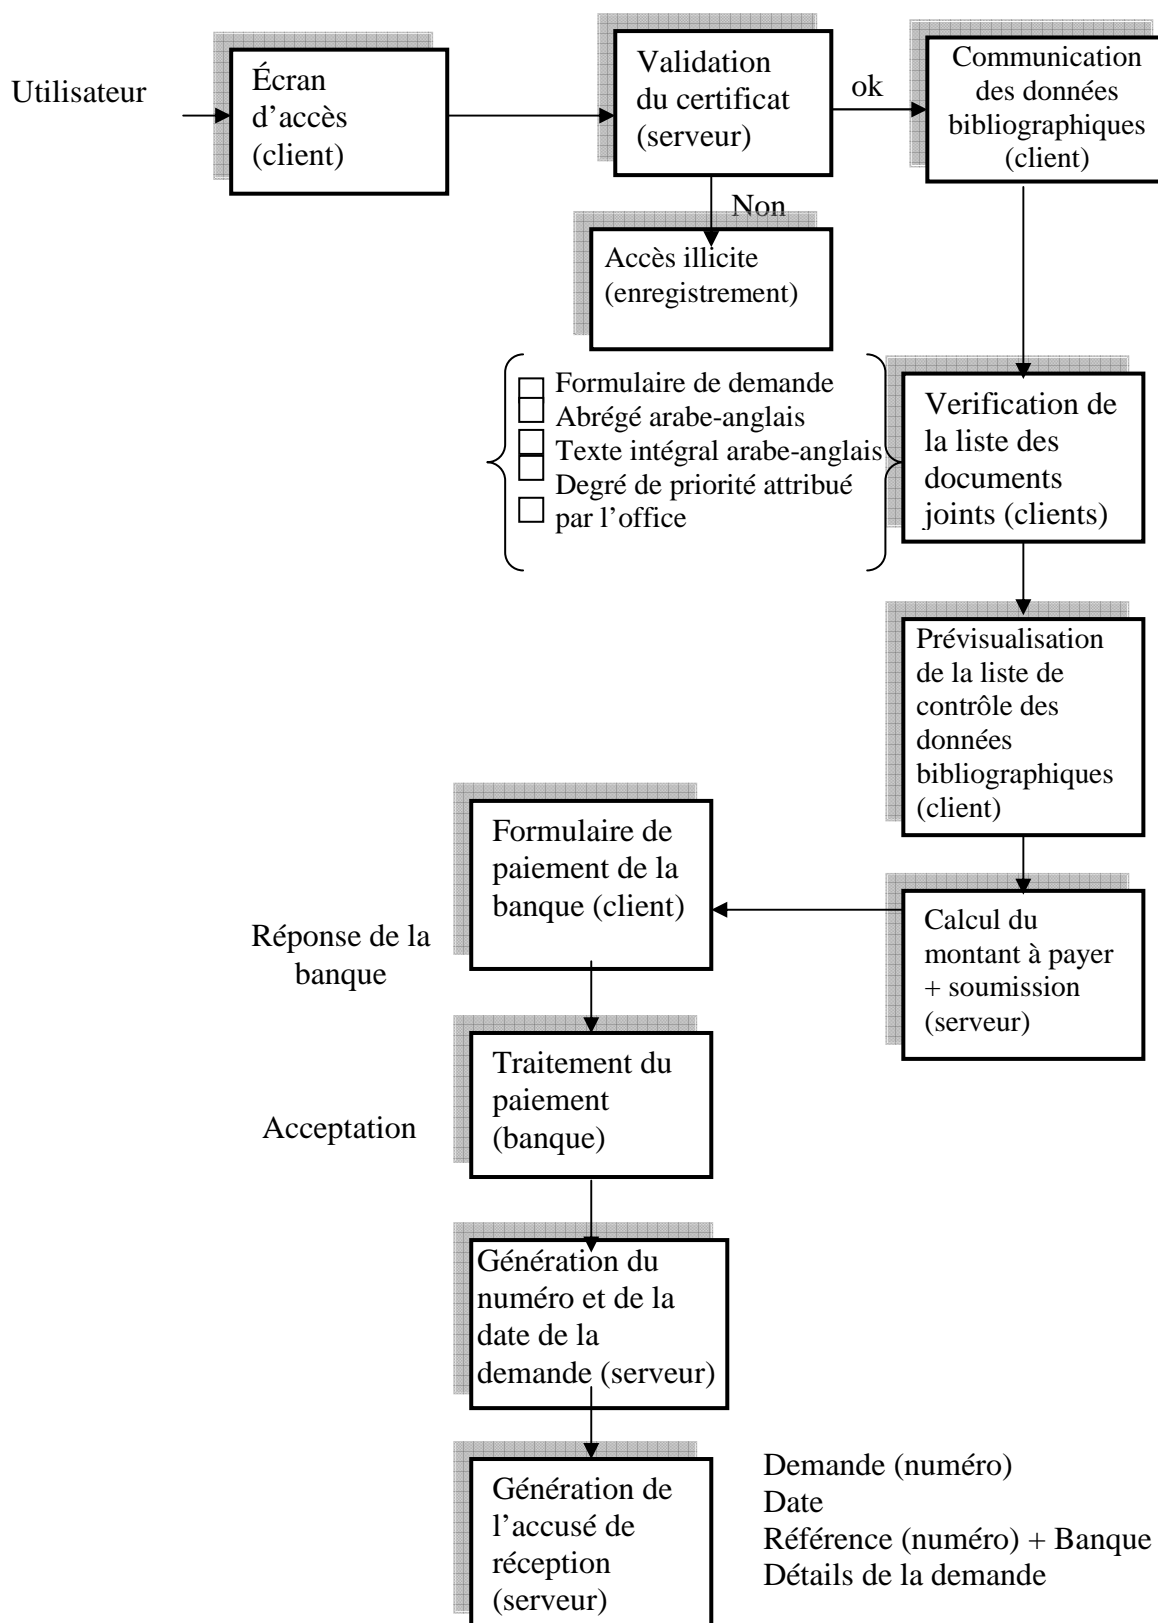 Utilisateur
Écran
d’accès
(client)
Validation
du certificat
(serveur)
ok
Communication
des données
bibliographiques
(client)
Non
Accès illicite
(enregistrement)
Formulaire de demande
Abrégé arabe-anglais
Texte intégral arabe-anglais
Degré de priorité attribué
par l’office
Verification de
la liste des
documents
joints (clients)
Prévisualisation
de la liste de
contrôle des
données
bibliographiques
(client)
Calcul du
montant à payer
+ soumission
(serveur)
Formulaire de
paiement de la
banque (client)
Réponse de la
banque
Traitement du
paiement
(banque)
Acceptation
Génération du
numéro et de la
date de la
demande (serveur)
Génération de
l’accusé de
réception
(serveur)
Demande (numéro)
Date
Référence (numéro) + Banque
Détails de la demande